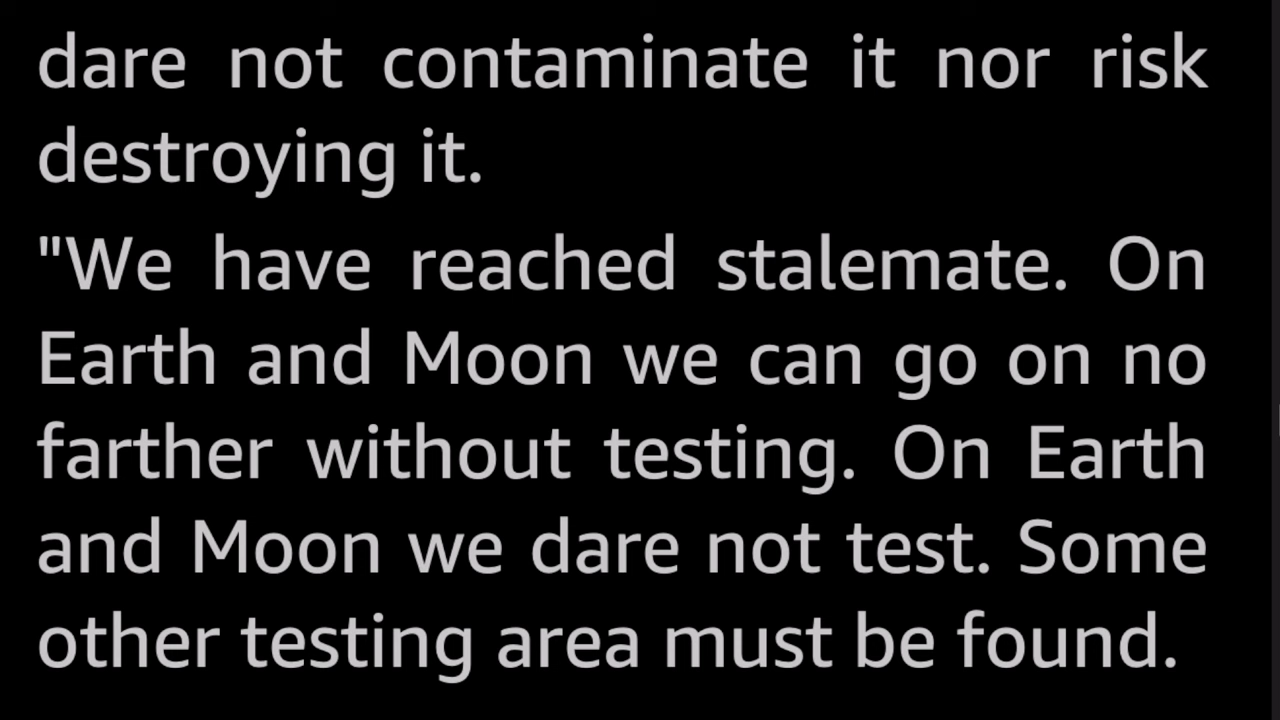 dare not contaminate it nor risk
destroying it.
"We have reached stalemate. On
Earth and Moon we can go on no
farther without testing. On Earth
and Moon we dare not test. Some
other testing area must be found.